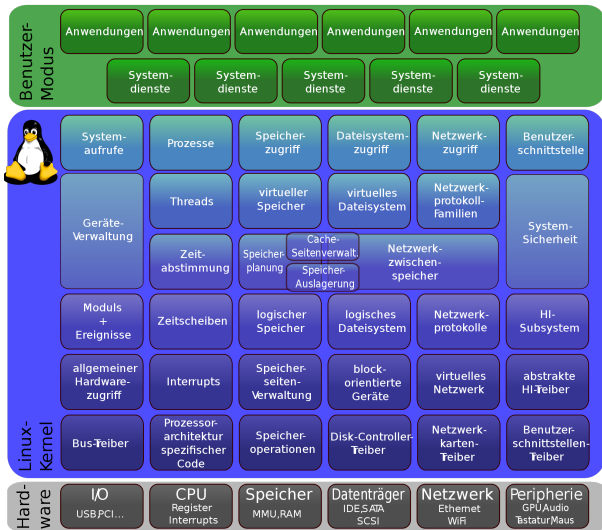 Benutzer-
Modus
Anwendungen Anwendungen Anwendungen Anwendungen Anwendungen Anwendungen
System-
dienste
System-
dienste
System-
dienste
System-
dienste
System-
dienste
Linux-
Kernel
System-
aufrufe
Prozesse
Speicher-
zugriff
Dateisystem-
zugriff
Netzwerk-
zugriff
Benutzer-
schnittstelle
Geräte-
Verwaltung
Threads
virtueller
Speicher
virtuelles
Dateisystem
Netzwerk-
protokoll-
Familien
System-
Sicherheit
Zeit-
abstimmung
Speicher-
planung
Cache-
Seitenverwalt.
Speicher-
Auslagerung
Netzwerk-
zwischen-
speicher
Moduls
+
Ereignisse
Zeitscheiben
logischer
Speicher
logisches
Dateisystem
Netzwerk-
protokolle
HI-
Subsystem
allgemeiner
Hardware-
zugriff
Interrupts
Speicher-
seiten-
Verwaltung
block-
orientierte
Geräte
virtuelles
Netzwerk
abstrakte
HI-Treiber
Bus-Treiber
Prozessor-
architektur
spezifischer
Code
Speicher-
operationen
Disk-Controller-
Treiber
Netzwerk-
karten-
Treiber
Benutzer-
schnittstellen-
Treiber
Hard-
ware
I/O
USB,PCI...
CPU
Register
Interrupts
Speicher
MMU,RAM
Datenträger
IDE,SATA
SCSI
Netzwerk
Ethernet
WiFi
Peripherie
GPU,Audio
Tastatur,Maus